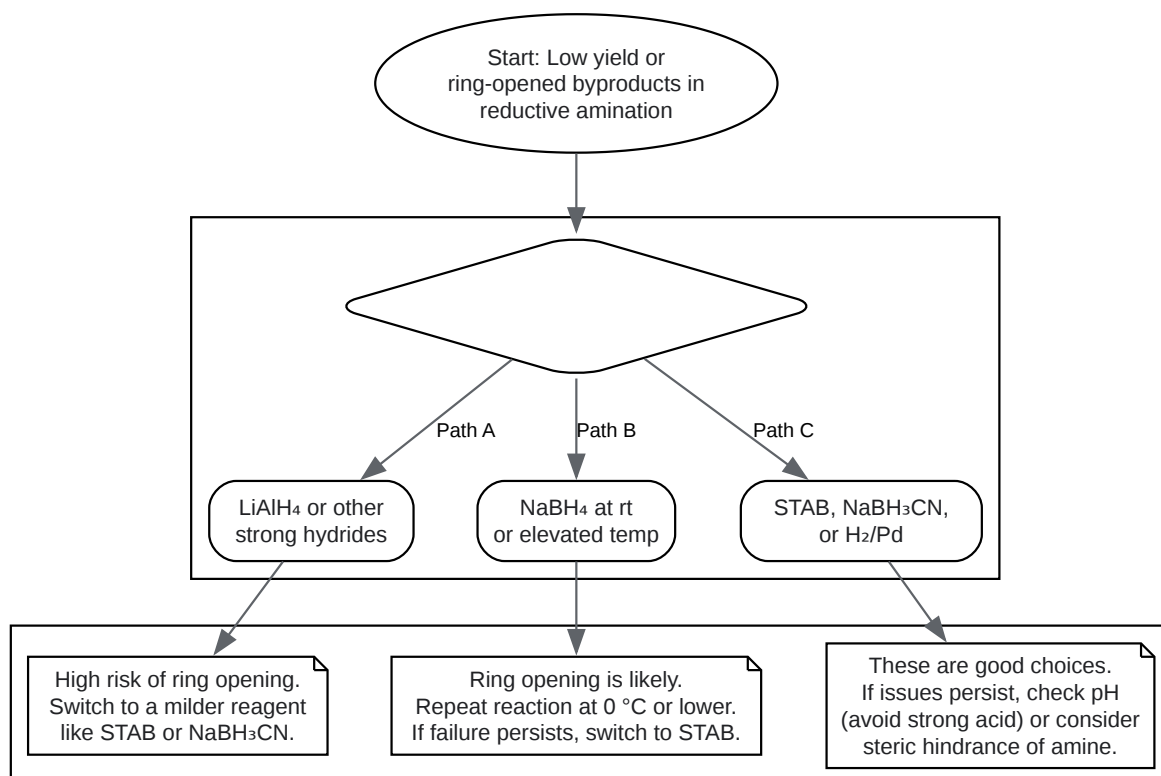 Start: Low yield or
ring-opened byproducts in
reductive amination
Path A
Path B
Path C
LiAlH₄ or other
strong hydrides
NaBH₄ at rt
or elevated temp
STAB, NaBH₃CN,
or H₂/Pd
High risk of ring opening.
Switch to a milder reagent
like STAB or NaBH₃CN.
Ring opening is likely.
Repeat reaction at 0 °C or lower.
If failure persists, switch to STAB.
These are good choices.
If issues persist, check pH
(avoid strong acid) or consider
steric hindrance of amine.